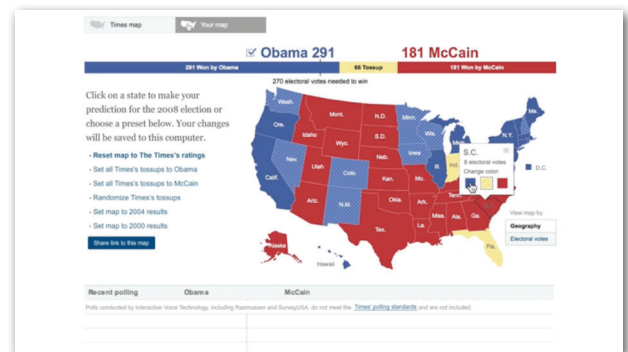 Times map
Your map
Obama 291
181 McCain
291 Won by Obama
66 Tossup
181 Won by McCain
270 electoral votes needed to win
Click on a state to make your
prediction for the 2008 election or
choose a preset below. Your changes
will be saved to this computer.
- Reset map to The Times's ratings
- Set all Times's tossups to Obama
- Set all Times's tossups to McCain
- Randomize Times's tossups
- Set map to 2004 results
- Set map to 2000 results
Share link to this map
Wash.
Ore.
Calif.
Nev.
Idaho
Mont.
Wyo.
Utah
Ariz.
Colo.
N.M.
N.D.
S.D.
Neb.
Kan.
Okla.
Tex.
Minn.
Iowa
Mo.
Ark.
La.
Wis.
Ill.
Ind.
Miss.
Ala.
Ga.
Tenn.
Fla.
N.Y.
Me.
D.C.
Alaska
Hawaii
S.C.
8 electoral votes
Change color:
View map by
Geography
Electoral votes
Recent polling
Obama
McCain
Polls conducted by Interactive Voice Technology, including Rasmussen and SurveyUSA, do not meet the Times' polling standards and are not included.